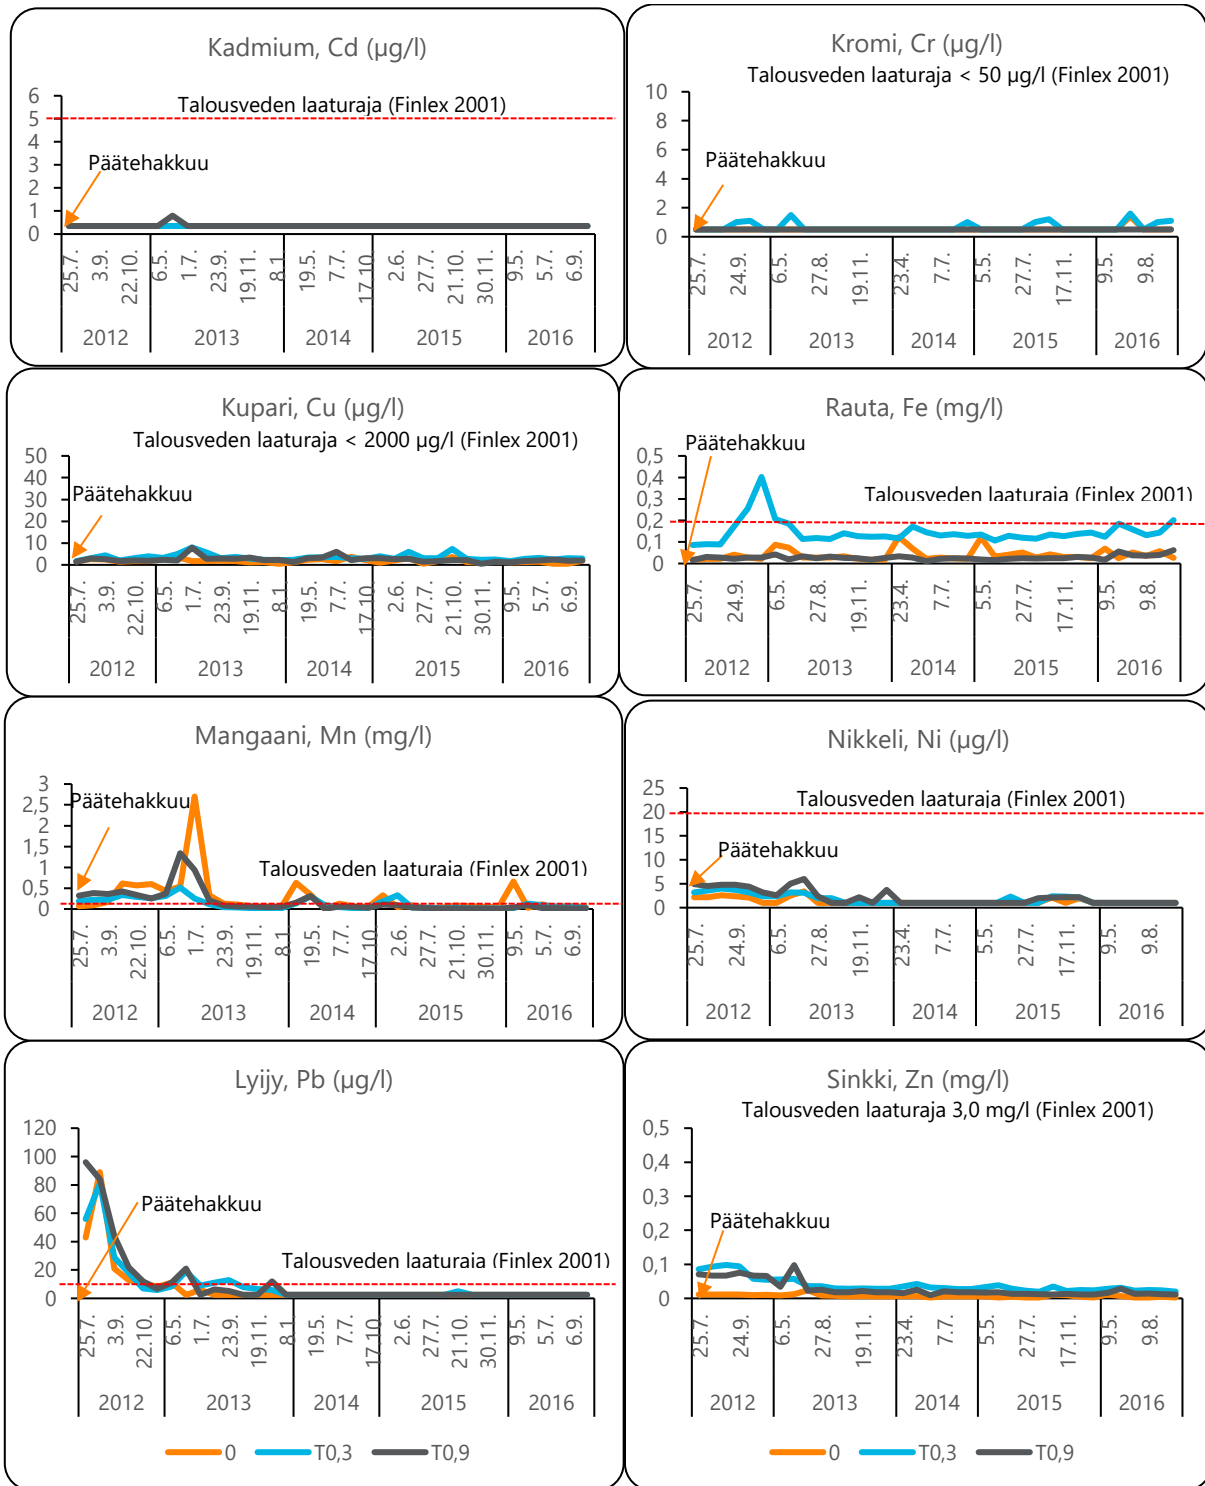 Kadmium, Cd (µg/l)
6
5
4
3
2
1
0
Talousveden laaturaja (Finlex 2001)
Päätehakkuu
25.7. 3.9. 22.10. 6.5. 1.7. 23.9. 19.11. 8.1. 19.5. 7.7. 17.10. 2.6. 27.7. 21.10. 30.11. 9.5. 5.7. 6.9.
2012 2013 2014 2015 2016
Kromi, Cr (µg/l)
Talousveden laaturaja < 50 µg/l (Finlex 2001)
10
8
6
4
2
0
Päätehakkuu
25.7. 24.9. 6.5. 27.8. 19.11. 23.4. 7.7. 5.5. 27.7. 17.11. 9.5. 9.8.
2012 2013 2014 2015 2016
Kupari, Cu (µg/l)
Talousveden laaturaja < 2000 µg/l (Finlex 2001)
50
40
30
20
10
0
Päätehakkuu
25.7. 3.9. 22.10. 6.5. 1.7. 23.9. 19.11. 8.1. 19.5. 7.7. 17.10. 2.6. 27.7. 21.10. 30.11. 9.5. 5.7. 6.9.
2012 2013 2014 2015 2016
Rauta, Fe (mg/l)
Päätehakkuu
0,5
0,4
0,3
0,2
0,1
0
Talousveden laaturaja (Finlex 2001)
25.7. 24.9. 6.5. 27.8. 19.11. 23.4. 7.7. 5.5. 27.7. 17.11. 9.5. 9.8.
2012 2013 2014 2015 2016
Mangaani, Mn (mg/l)
3
2,5
2
1,5
1
0,5
0
Päätehakkuu
Talousveden laaturaja (Finlex 2001)
25.7. 3.9. 22.10. 6.5. 1.7. 23.9. 19.11. 8.1. 19.5. 7.7. 17.10. 2.6. 27.7. 21.10. 30.11. 9.5. 5.7. 6.9.
2012 2013 2014 2015 2016
Nikkeli, Ni (µg/l)
25
20
15
10
5
0
Talousveden laaturaja (Finlex 2001)
Päätehakkuu
25.7. 24.9. 6.5. 27.8. 19.11. 23.4. 7.7. 5.5. 27.7. 17.11. 9.5. 9.8.
2012 2013 2014 2015 2016
Lyijy, Pb (µg/l)
120
100
80
60
40
20
0
Päätehakkuu
Talousveden laaturaja (Finlex 2001)
25.7. 3.9. 22.10. 6.5. 1.7. 23.9. 19.11. 8.1. 19.5. 7.7. 17.10. 2.6. 27.7. 21.10. 30.11. 9.5. 5.7. 6.9.
2012 2013 2014 2015 2016
0 T0,3 T0,9
Sinkki, Zn (mg/l)
Talousveden laaturaja 3,0 mg/l (Finlex 2001)
0,5
0,4
0,3
0,2
0,1
0
Päätehakkuu
25.7. 24.9. 6.5. 27.8. 19.11. 23.4. 7.7. 5.5. 27.7. 17.11. 9.5. 9.8.
2012 2013 2014 2015 2016
0 T0,3 T0,9